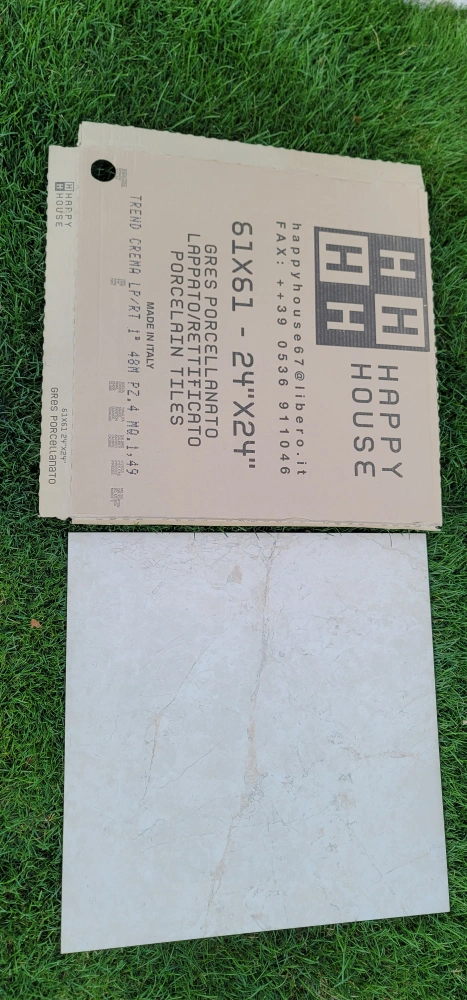 HH
HH
HAPPY
HOUSE
happyhouse67@libero.it
FAX: ++39 0536 911046
61X61 - 24"X24"
GRES PORCELLANATO
LAPPATO/RETTIFICATO
PORCELAIN TILES
MADE IN ITALY
TREND CREMA LP/RT 1ª 48M PZ.4 MQ.1,49
HAPPY
HOUSE
61x61 24"x24"
Gres Porcellanato